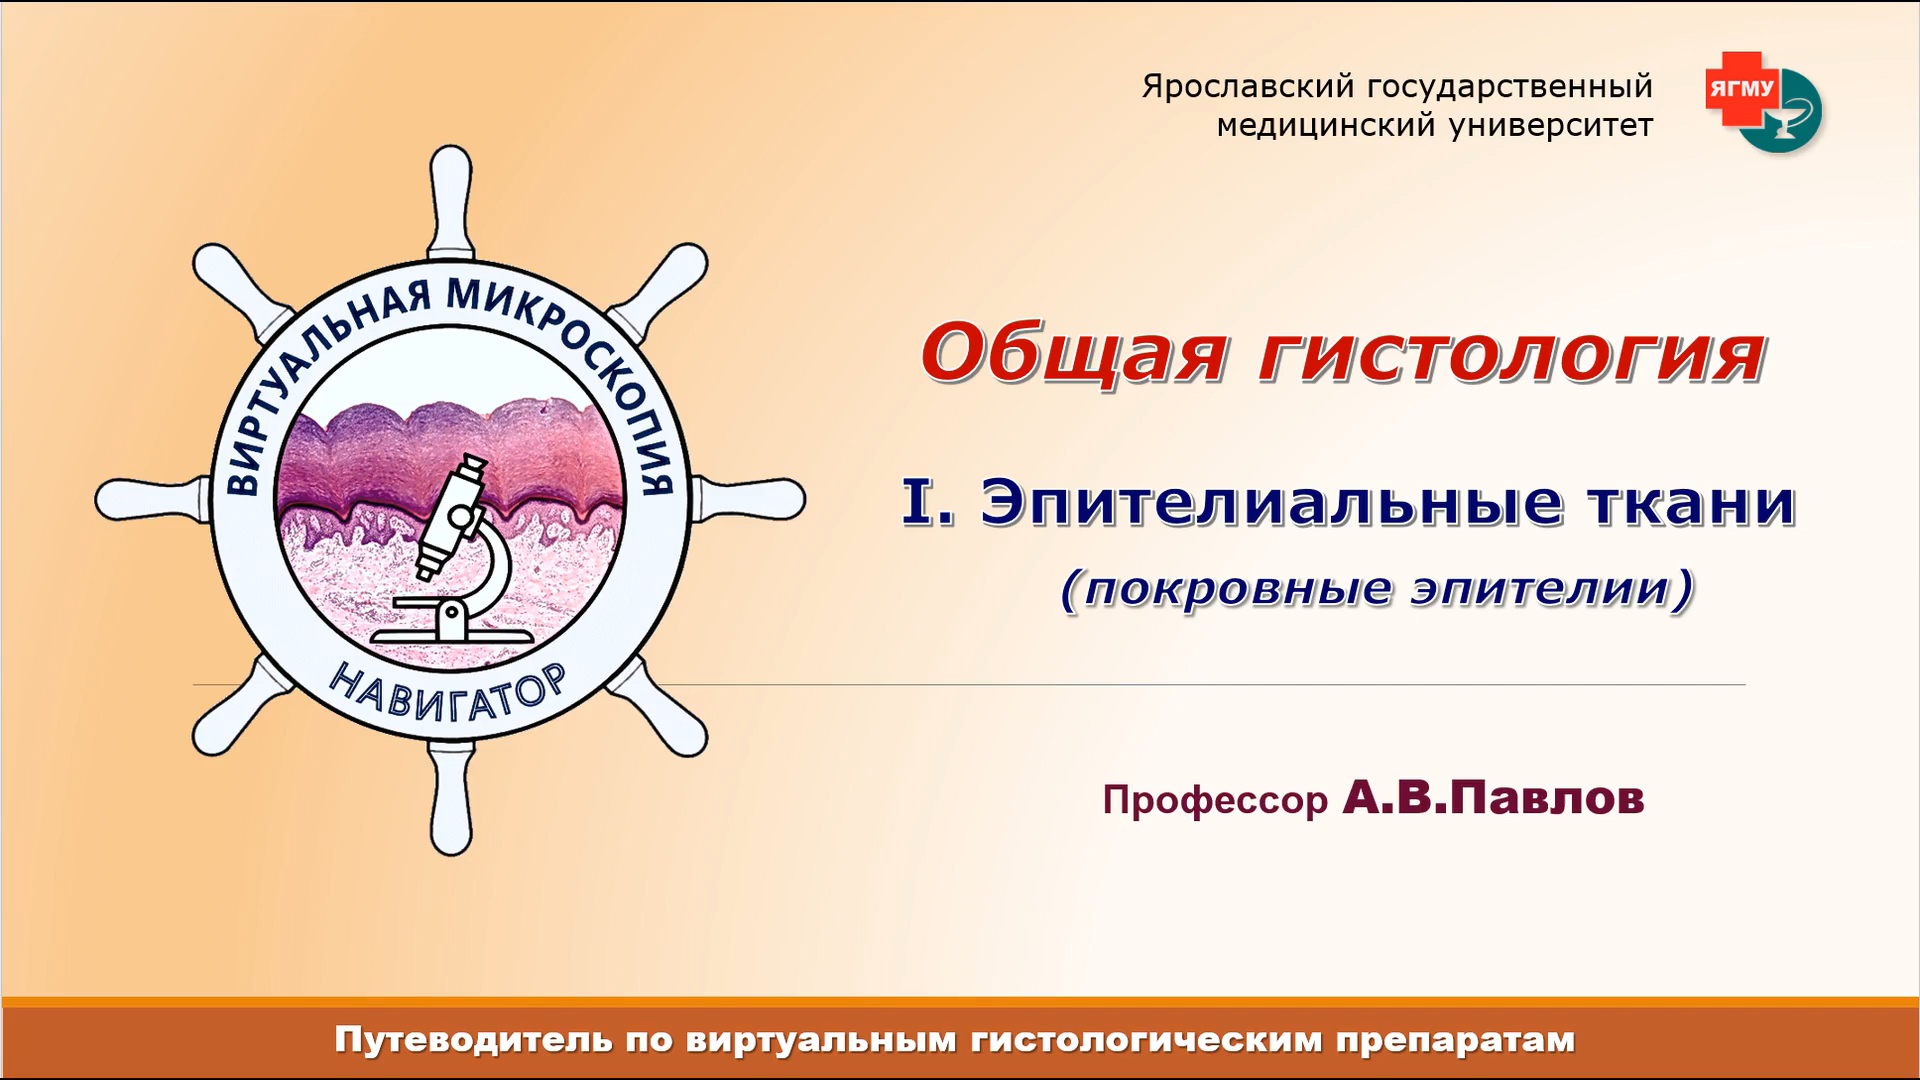 Ярославский государственный
медицинский университет
ЯГМУ
ВИРТУАЛЬНАЯ МИКРОСКОПИЯ
НАВИГАТОР
Общая гистология
I. Эпителиальные ткани
(покровные эпителии)
Профессор А.В.Павлов
Путеводитель по виртуальным гистологическим препаратам